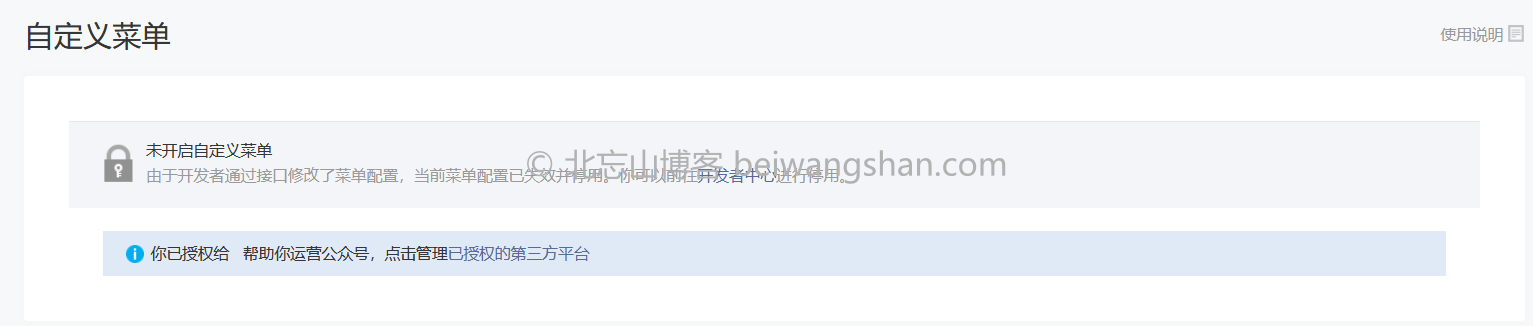 自定义菜单
使用说明
未开启自定义菜单
由于开发者通过接口修改了菜单配置，当前菜单配置已失效并停用。你可以前往开发者中心进行停用。
© 北忘山博客 beiwangshan.com
你已授权给 帮助你运营公众号，点击管理已授权的第三方平台